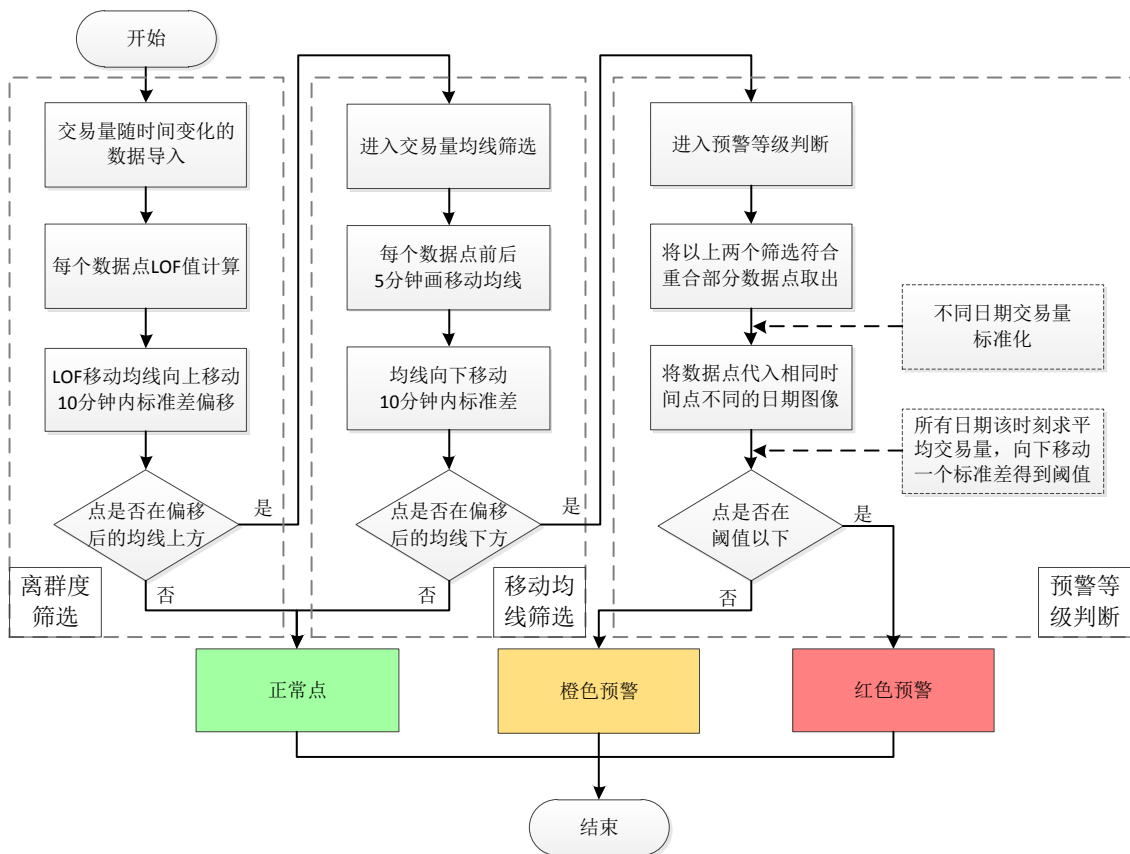 开始
交易量随时间变化的
数据导入
每个数据点LOF值计算
LOF移动均线向上移动
10分钟内标准差偏移
点是否在偏移
后的均线上方
是
否
离群度
筛选
进入交易量均线筛选
每个数据点前后
5分钟画移动均线
均线向下移动
10分钟内标准差
点是否在偏移
后的均线下方
是
否
移动均
线筛选
进入预警等级判断
将以上两个筛选符合
重合部分数据点取出
不同日期交易量
标准化
将数据点代入相同时
间点不同的日期图像
所有日期该时刻求平
均交易量，向下移动
一个标准差得到阈值
点是否在
阈值以下
是
否
预警等
级判断
正常点
橙色预警
红色预警
结束